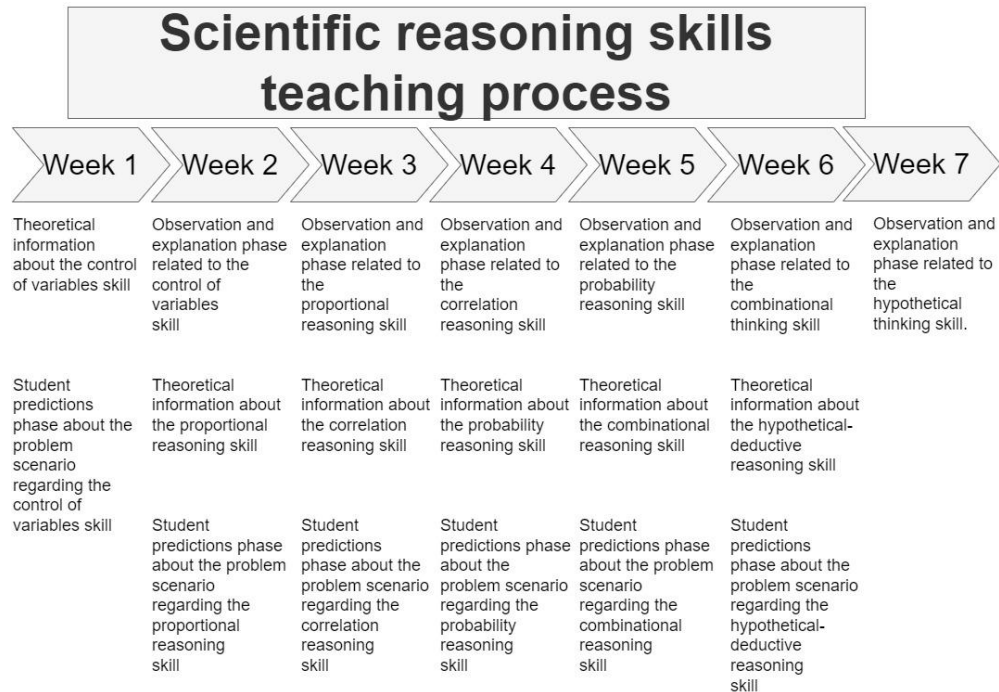 Scientific reasoning skills
teaching process
Week 1
Week 2
Week 3
Week 4
Week 5
Week 6
Week 7
Theoretical
information
about the control
of variables skill
Student
predictions
phase about the
problem
scenario
regarding the
control of
variables skill
Observation and
explanation phase
related to the
control of
variables
skill
Theoretical
information about
the proportional
reasoning skill
Student
predictions phase
about the problem
scenario
regarding the
proportional
reasoning
skill
Observation and
explanation
phase related to
the
proportional
reasoning skill
Theoretical
information about
the correlation
reasoning skill
Student
predictions
phase about the
problem scenario
regarding the
correlation
reasoning
skill
Observation and
explanation
phase related to
the
correlation
reasoning skill
Theoretical
information about
the probability
reasoning skill
Student
predictions phase
about the
problem scenario
regarding the
probability
reasoning
skill
Observation and
explanation phase
related to the
probability
reasoning skill
Theoretical
information about
the combinational
reasoning skill
Student
predictions phase
about the problem
scenario
regarding the
combinational
reasoning
skill
Observation and
explanation
phase related to
the
combinational
thinking skill
Theoretical
information about
the hypothetical-
deductive
reasoning skill
Student
predictions
phase about the
problem scenario
regarding the
hypothetical-
deductive
reasoning
skill
Observation and
explanation
phase related to
the
hypothetical
thinking skill.